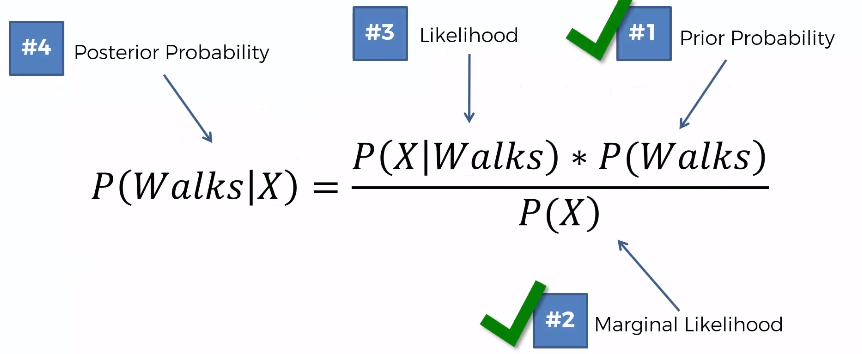 #4 Posterior Probability
#3 Likelihood
#1 Prior Probability
P(Walks|X) = P(X|Walks) * P(Walks)
P(X)
#2 Marginal Likelihood